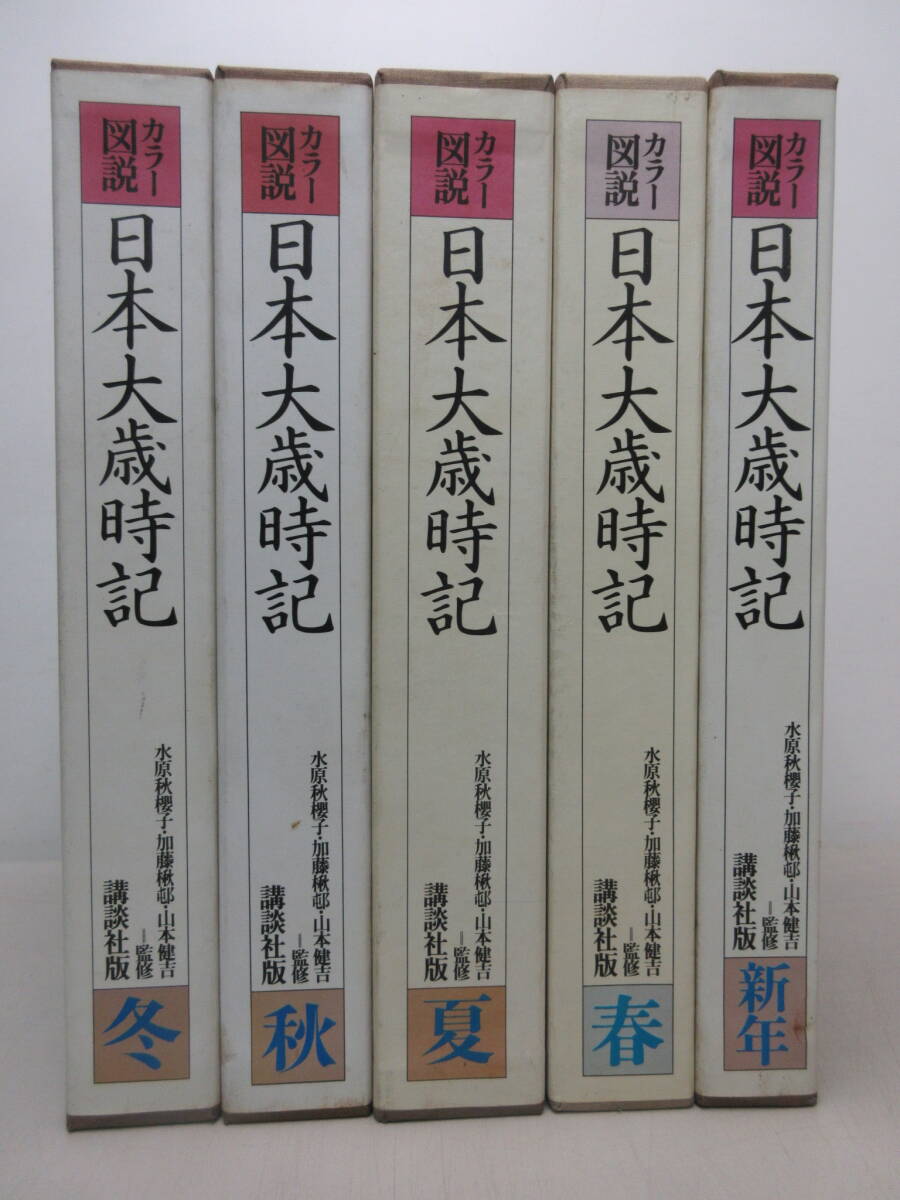 カラー
図説
日本大歳時記
水原秋櫻子・加藤楸邨・山本健吉
=監修
講談社版
冬
カラー
図説
日本大歳時記
水原秋櫻子・加藤楸邨・山本健吉
=監修
講談社版
秋
カラー
図説
日本大歳時記
水原秋櫻子・加藤楸邨・山本健吉
=監修
講談社版
夏
カラー
図説
日本大歳時記
水原秋櫻子・加藤楸邨・山本健吉
=監修
講談社版
春
カラー
図説
日本大歳時記
水原秋櫻子・加藤楸邨・山本健吉
=監修
講談社版
新年